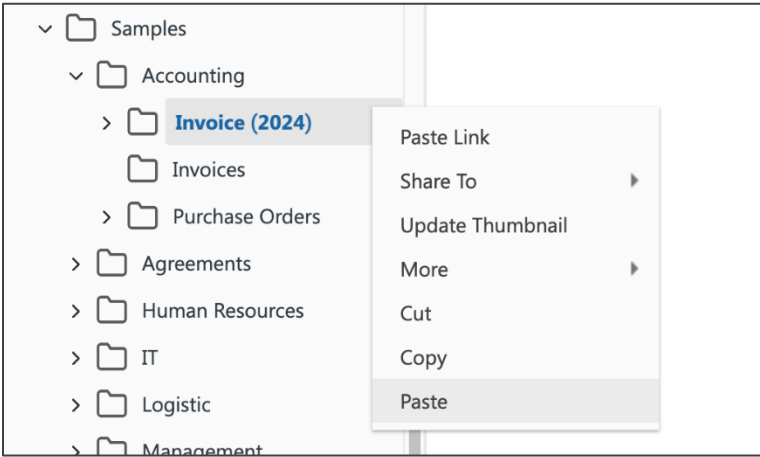 Samples
Accounting
Invoice (2024)
Invoices
Purchase Orders
Agreements
Human Resources
IT
Logistic
Management
Paste Link
Share To
Update Thumbnail
More
Cut
Copy
Paste